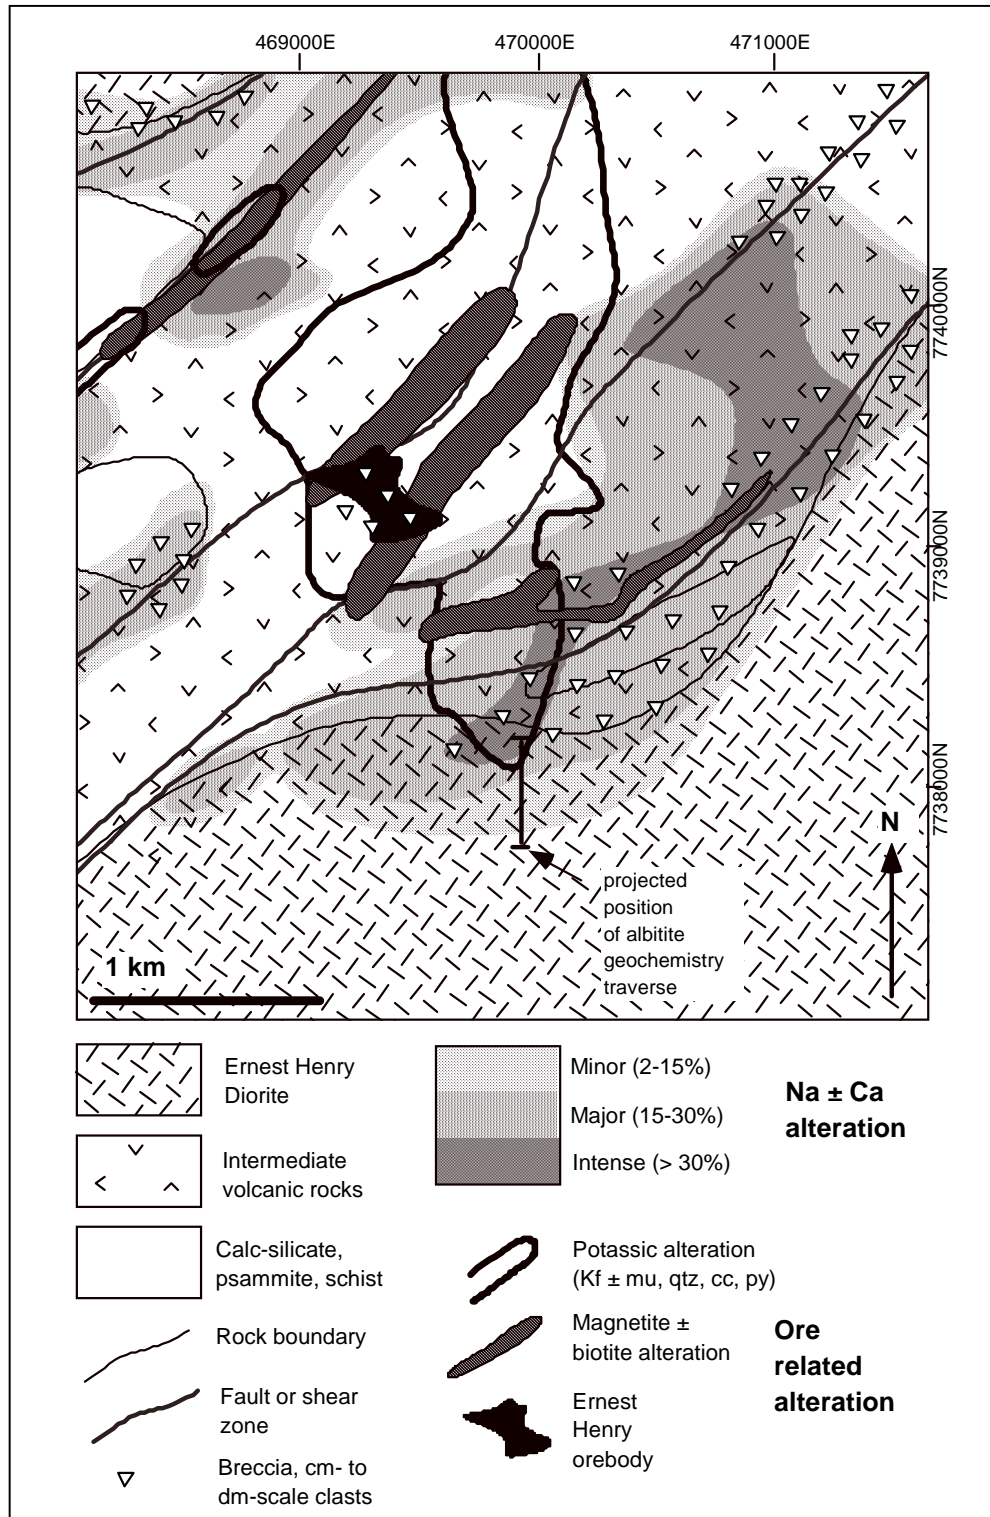 469000E 470000E 471000E
7740000N
7739000N
7738000N
N
projected
position
of albitite
geochemistry
traverse
1 km
Ernest Henry
Diorite
Intermediate
volcanic rocks
Calc-silicate,
psammite, schist
Rock boundary
Fault or shear
zone
Breccia, cm- to
dm-scale clasts
Minor (2-15%)
Major (15-30%)
Intense (> 30%)
Na ± Ca
alteration
Potassic alteration
(Kf ± mu, qtz, cc, py)
Magnetite ±
biotite alteration
Ernest
Henry
orebody
Ore
related
alteration